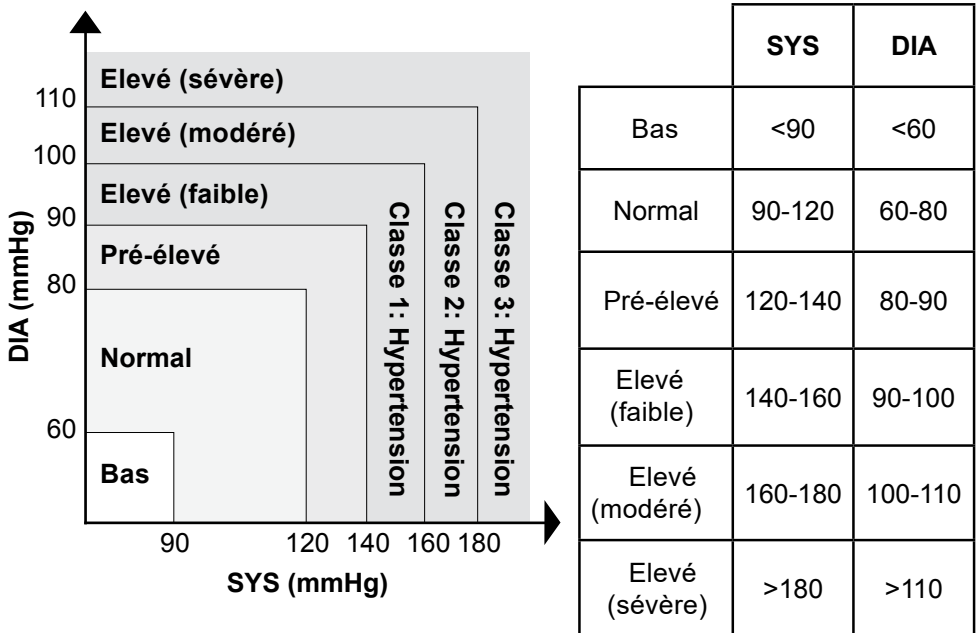 Elevé (sévère)
110
Elevé (modéré)
100
Elevé (faible)
90
Pré-élevé
80
Normal
60
Bas
DIA (mmHg)
Classe 1: Hypertension
Classe 2: Hypertension
Classe 3: Hypertension
90 120 140 160 180
SYS (mmHg)
SYS DIA
Bas <90 <60
Normal 90-120 60-80
Pré-élevé 120-140 80-90
Elevé
(faible) 140-160 90-100
Elevé
(modéré) 160-180 100-110
Elevé
(sévère) >180 >110